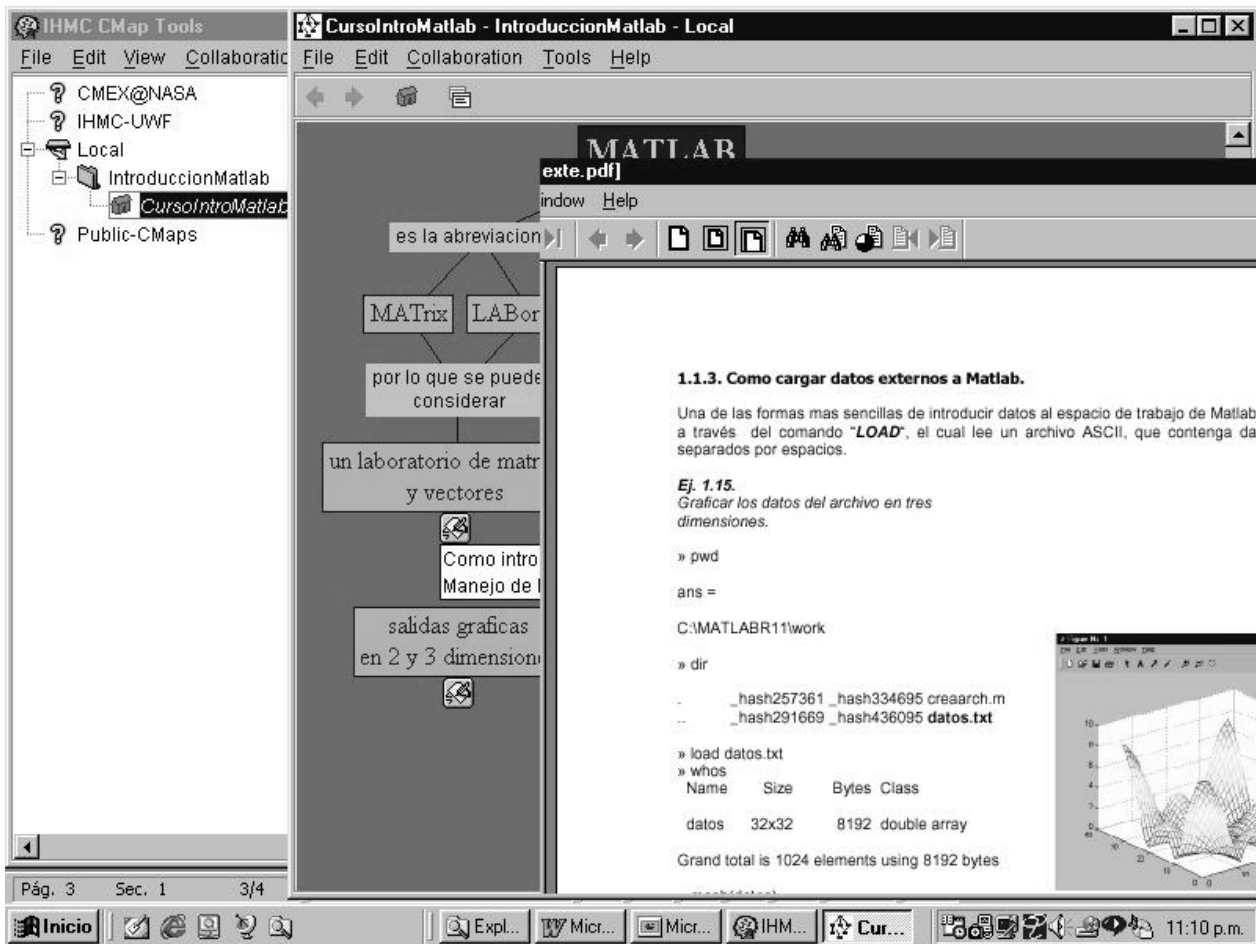 IHMC CMap Tools
File Edit View Collaboratic
CMEX@NASA
IHMC-UWF
Local
IntroduccionMatlab
CursoIntroMatlab
Public-CMaps
Pág. 3 Sec. 1 3/4
CursoIntroMatlab - IntroduccionMatlab - Local
File Edit Collaboration Tools Help
MATLAB
es la abreviacion
MATrix
LABor
por lo que se puede
considerar
un laboratorio de matr
y vectores
Como intro
Manejo de
salidas graficas
en 2 y 3 dimension
exte.pdf]
indow Help
1.1.3. Como cargar datos externos a Matlab.
Una de las formas mas sencillas de introducir datos al espacio de trabajo de Matlab
a través del comando "LOAD", el cual lee un archivo ASCII, que contenga da
separados por espacios.
Ej. 1.15.
Graficar los datos del archivo en tres
dimensiones.
» pwd
ans =
C:\MATLABR11\work
» dir
. _hash257361 _hash334695 creaarch.m
.. _hash291669 _hash436095 datos.txt
» load datos.txt
» whos
Name Size Bytes Class
datos 32x32 8192 double array
Grand total is 1024 elements using 8192 bytes
Inicio
Expl...
Micr...
Micr...
IHM...
Cur...
11:10 p.m.